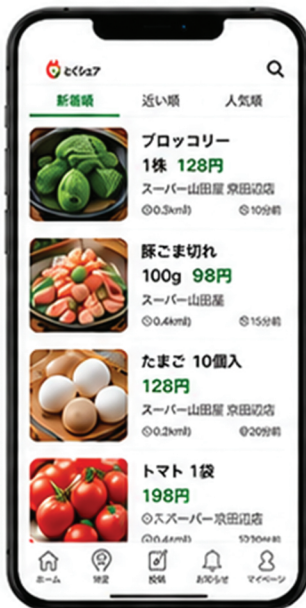 とくシェア
新着順 近い順 人気順
ブロッコリー
1株 128円
スーパー山田屋 京田辺店
0.3km 10分前
豚こま切れ
100g 98円
スーパー山田屋
0.4km 15分前
たまご 10個入
128円
スーパー山田屋 京田辺店
0.2km 20分前
トマト 1袋
198円
スーパー京田辺店
ホーム 投稿 お知らせ マイページ